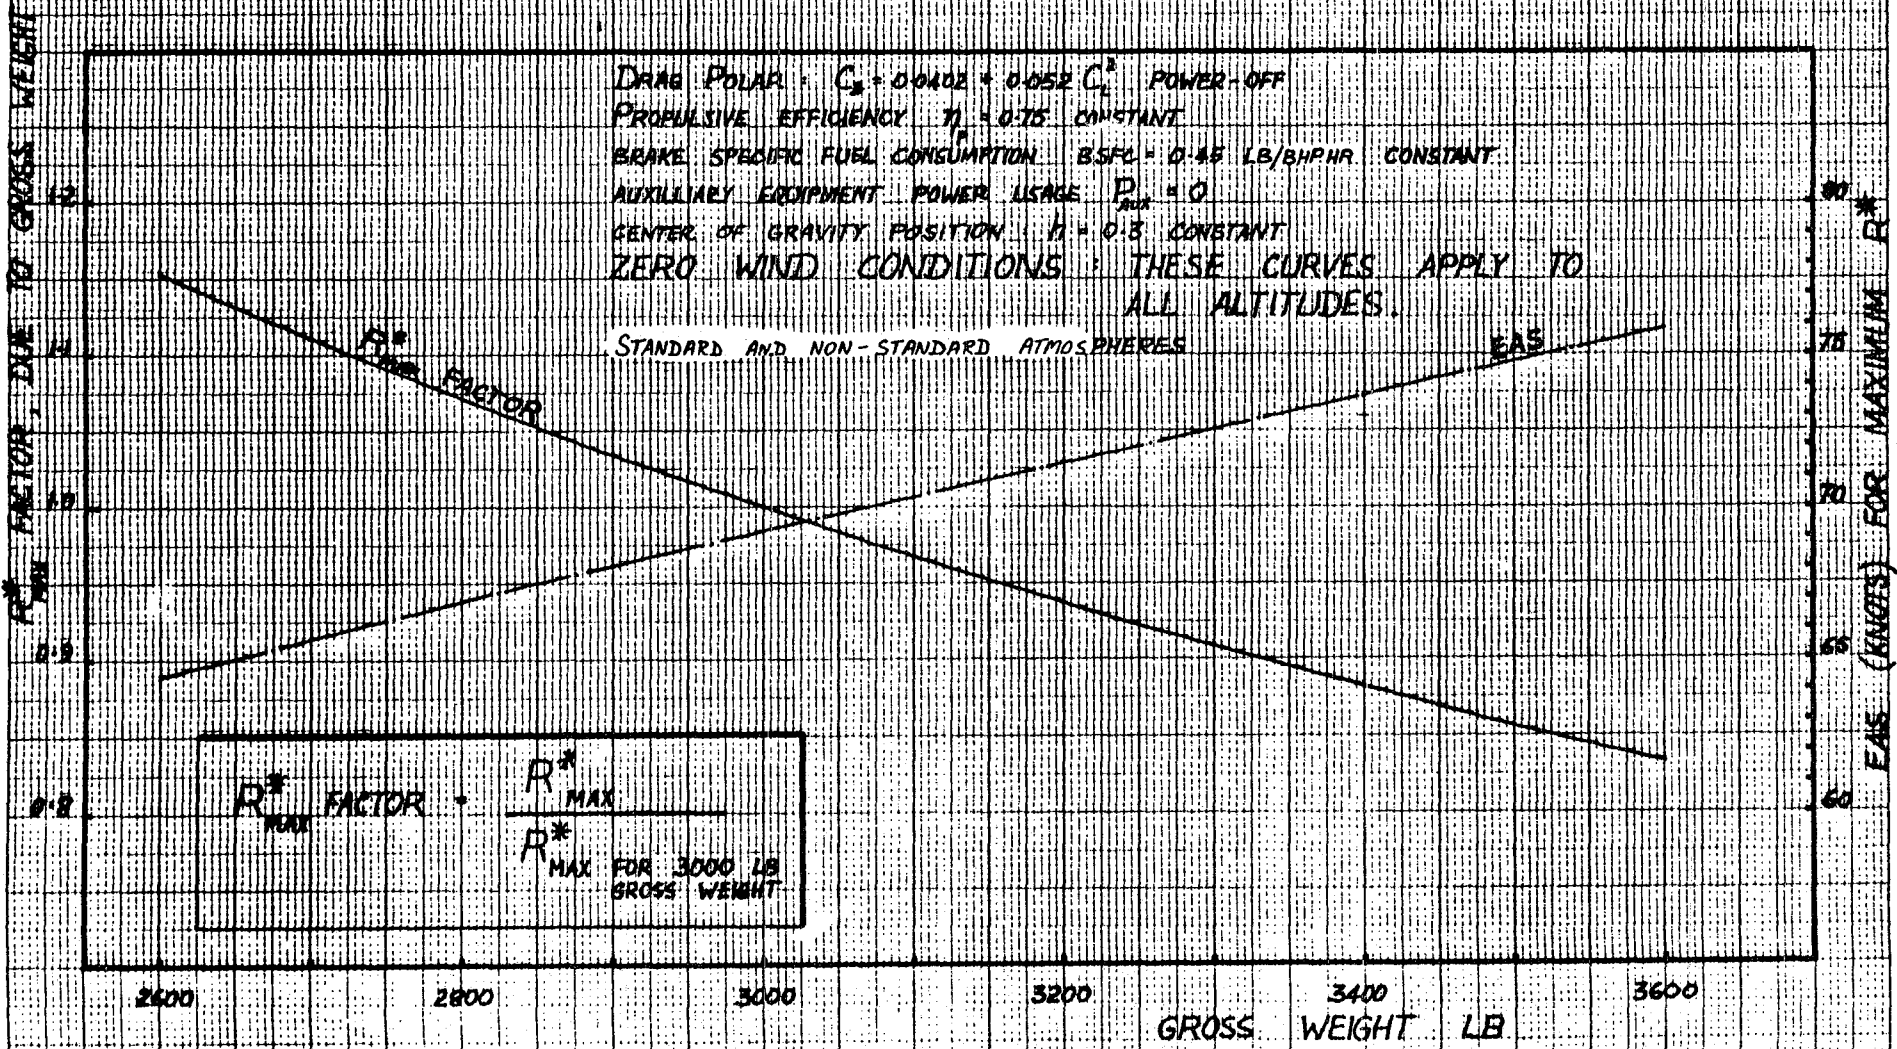 DRAG POLAR : C_D = 0.0402 + 0.052 C_L^2 POWER-OFF
PROPULSIVE EFFICIENCY η_P = 0.75 CONSTANT
BRAKE SPECIFIC FUEL CONSUMPTION BSFC = 0.45 LB/BHP HR CONSTANT
AUXILLIARY EQUIPMENT POWER USAGE P_AUX = 0
CENTER OF GRAVITY POSITION : h = 0.3 CONSTANT
ZERO WIND CONDITIONS : THESE CURVES APPLY TO
ALL ALTITUDES.
STANDARD AND NON-STANDARD ATMOSPHERES
R*MAX FACTOR
EAS
R*MAX FACTOR, DUE TO GROSS WEIGHT
1.2
1.1
1.0
0.9
0.8
EAS (KNOTS) FOR MAXIMUM R*
80
75
70
65
60
R*MAX FACTOR = R*MAX
R*MAX FOR 3000 LB
GROSS WEIGHT
2600 2800 3000 3200 3400 3600
GROSS WEIGHT LB